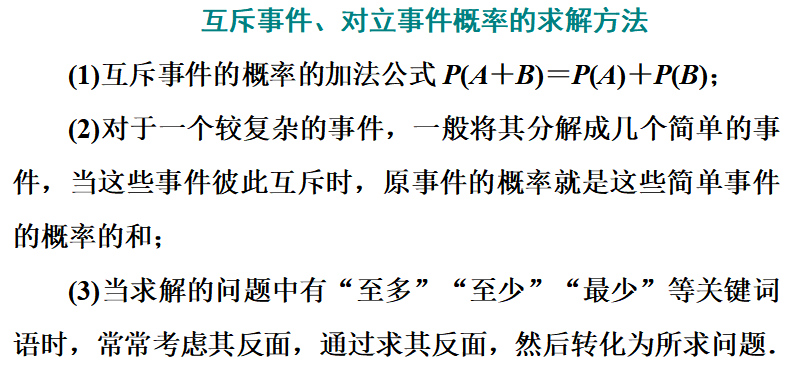 互斥事件、对立事件概率的求解方法
(1)互斥事件的概率的加法公式 P(A＋B)＝P(A)＋P(B)；
(2)对于一个较复杂的事件，一般将其分解成几个简单的事
件，当这些事件彼此互斥时，原事件的概率就是这些简单事件
的概率的和；
(3)当求解的问题中有“至多”“至少”“最少”等关键词
语时，常常考虑其反面，通过求其反面，然后转化为所求问题．